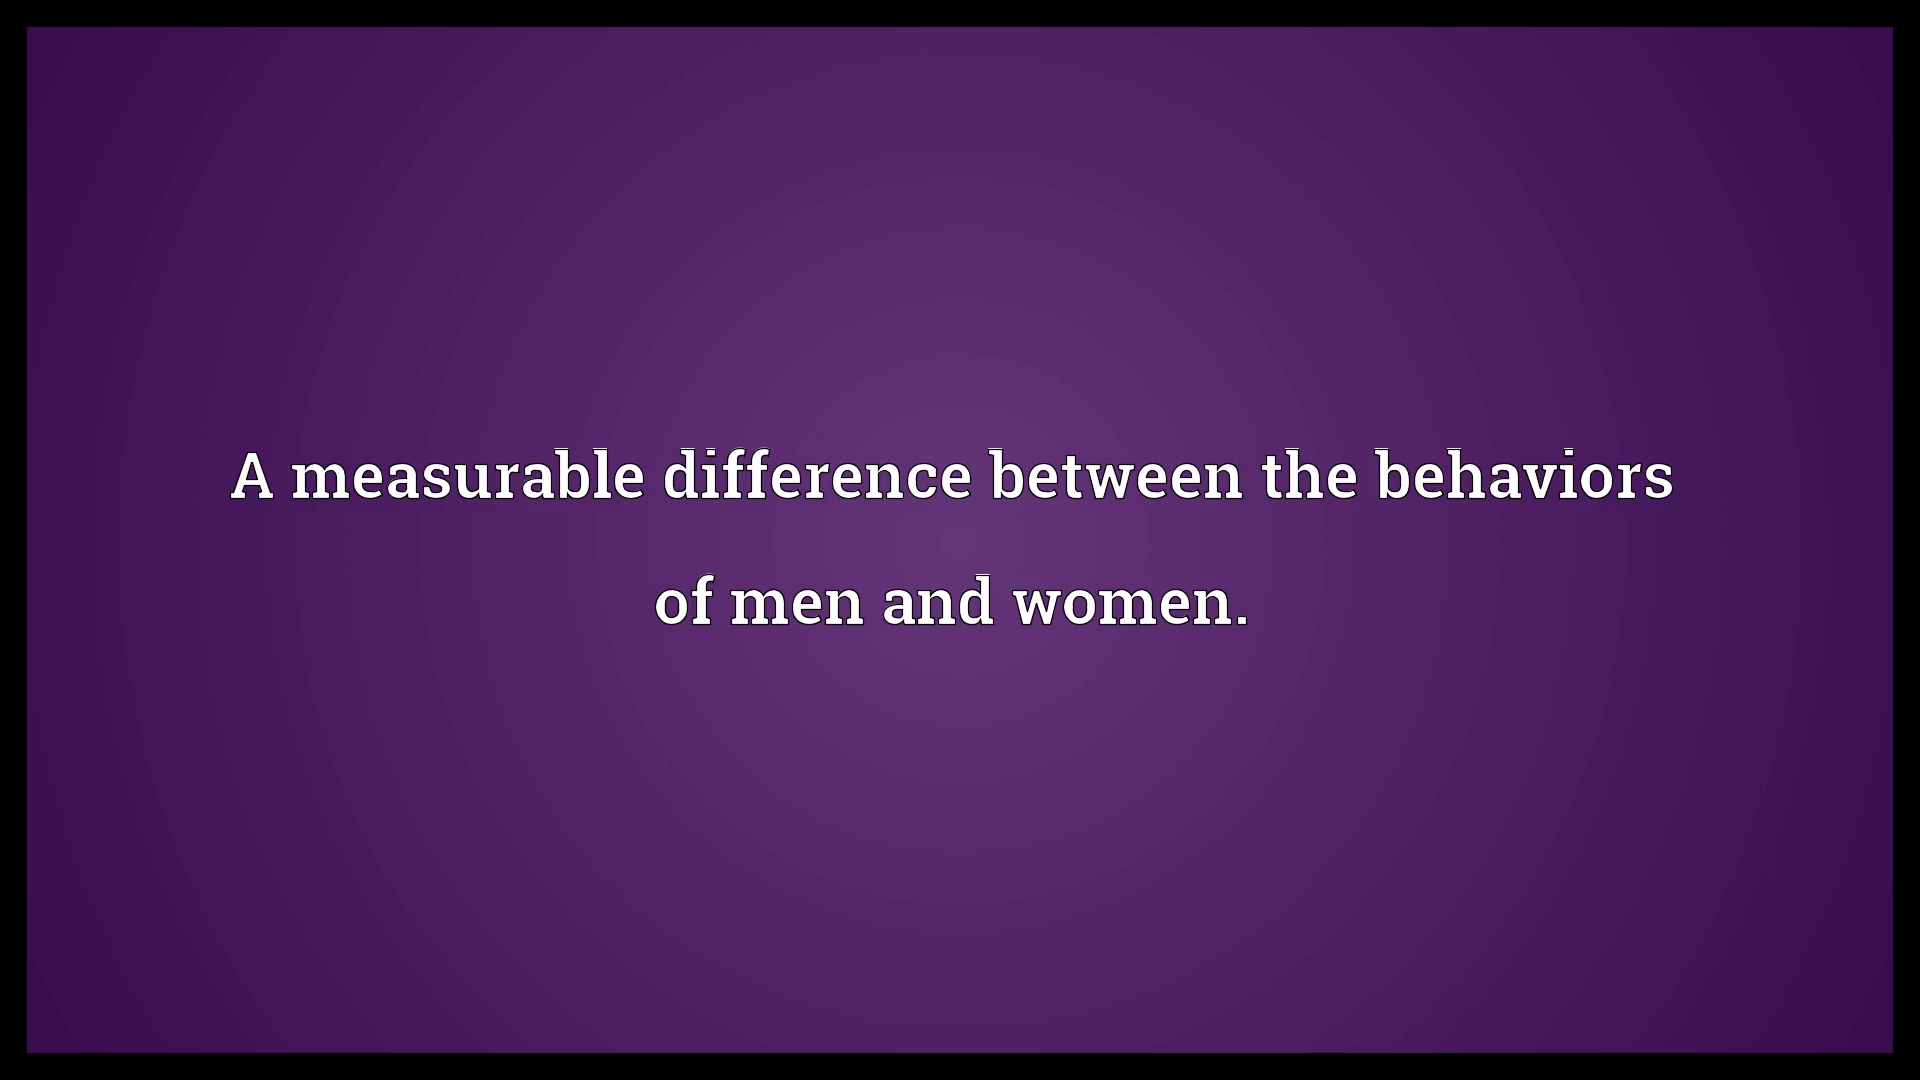 A measurable difference between the behaviors
of men and women.